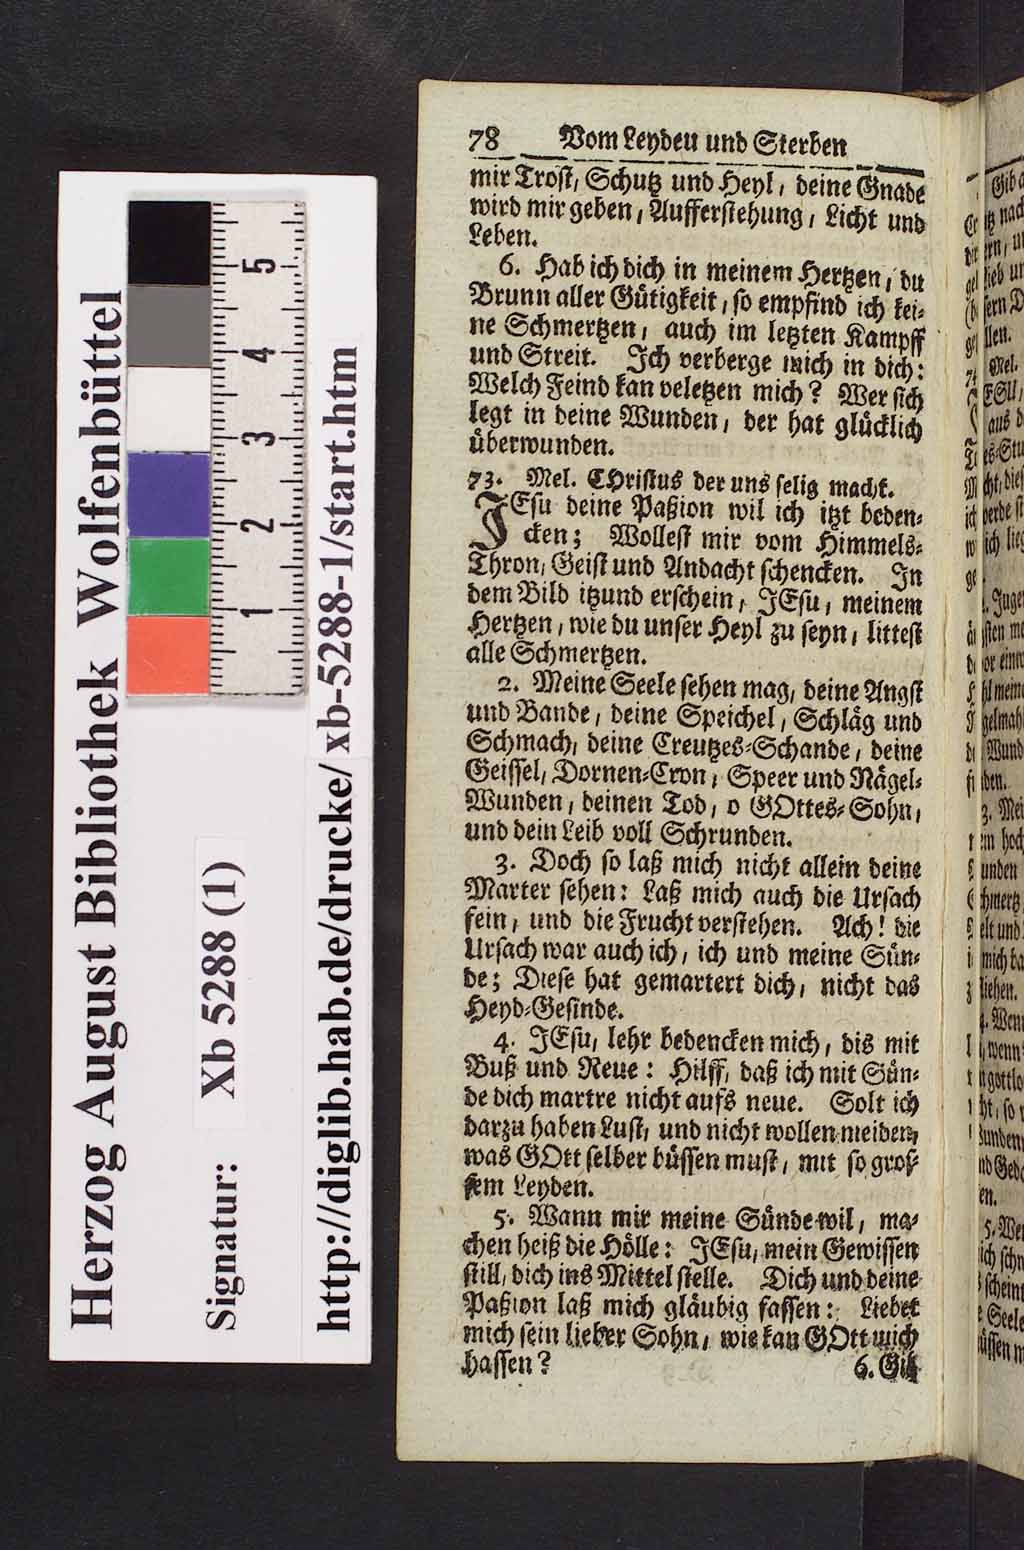 78 Vom Leyden und Sterben
mir Trost, Schutz und Heyl, deine Gnade
wird mir geben, Aufferstehung, Licht und
Leben.
6. Hab ich dich in meinem Hertzen, du
Brunn aller Gütigkeit, so empfind ich kei-
ne Schmertzen, auch im letzten Kampff
und Streit. Ich verberge mich in dich:
Welch Feind kan veletzen mich? Wer sich
legt in deine Wunden, der hat glücklich
überwunden.
73. Mel. CHristus der uns selig macht.
JEsu deine Paßion wil ich itzt beden-
cken; Wollest mir vom Himmels-
Thron, Geist und Andacht schencken. In
dem Bild itzund erschein, JEsu, meinem
Hertzen, wie du unser Heyl zu seyn, littest
alle Schmertzen.
2. Meine Seele sehen mag, deine Angst
und Bande, deine Speichel, Schläg und
Schmach, deine Creutzes-Schande, deine
Geissel, Dornen-Cron, Speer und Nägel-
Wunden, deinen Tod, o GOttes-Sohn,
und dein Leib voll Schrunden.
3. Doch so laß mich nicht allein deine
Marter sehen: Laß mich auch die Ursach
fein, und die Frucht verstehen. Ach! die
Ursach war auch ich, ich und meine Sün-
de; Diese hat gemartert dich, nicht das
Heyd-Gesinde.
4. JEsu, lehr bedencken mich, dis mit
Buß und Reue: Hilff, daß ich mit Sün-
de dich martre nicht aufs neue. Solt ich
darzu haben Lust, und nicht wollen meiden,
was GOtt selber büssen must, mit so gros-
sem Leyden.
5. Wann mir meine Sünde wil, ma-
chen heiß die Hölle: JEsu, mein Gewissen
still, dich ins Mittel stelle. Dich und deine
Paßion laß mich gläubig fassen: Liebet
mich sein lieber Sohn, wie kan GOtt mich
hassen? 6. Gib
Herzog August Bibliothek Wolfenbüttel
Signatur: Xb 5288 (1)
http://diglib.hab.de/drucke/xb-5288-1/start.htm
5
4
3
2
1